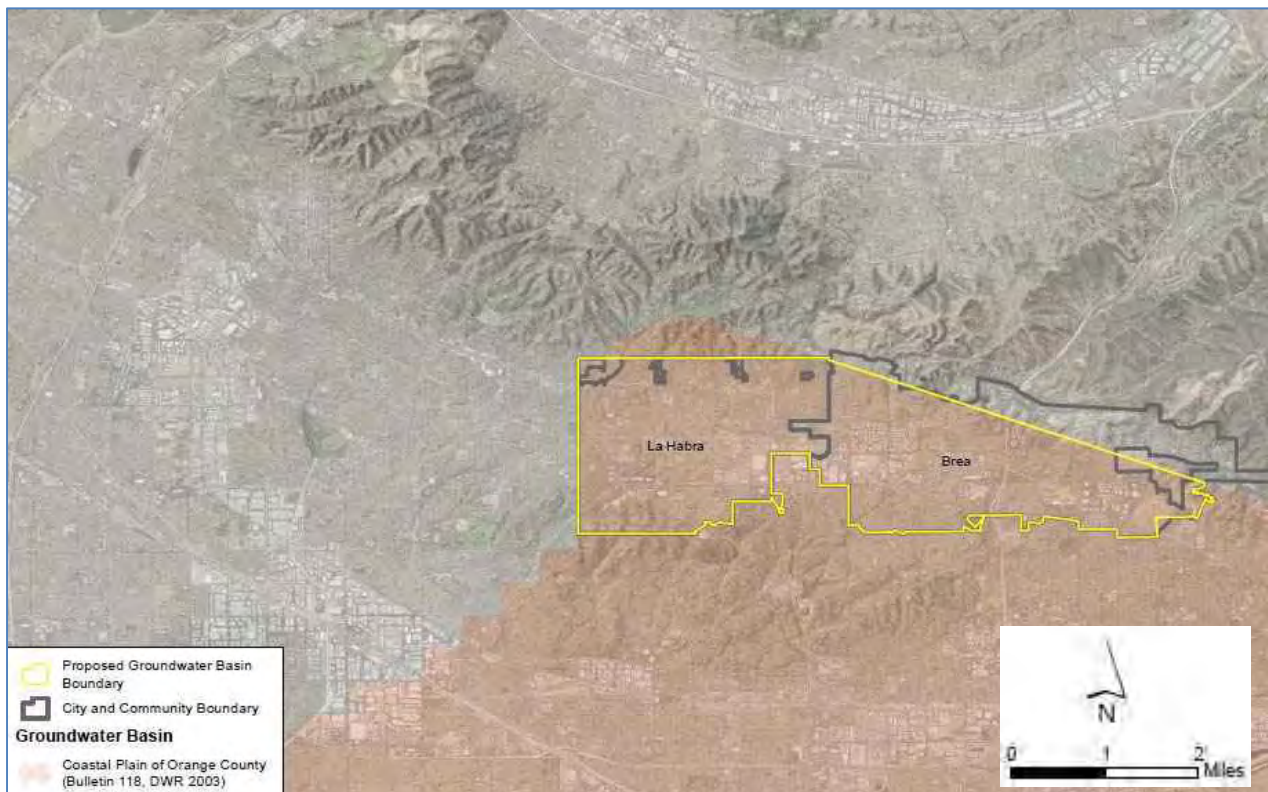 La Habra
Brea
Proposed Groundwater Basin
Boundary
City and Community Boundary
Groundwater Basin
Coastal Plain of Orange County
(Bulletin 118, DWR 2003)
N
0 1 2
Miles